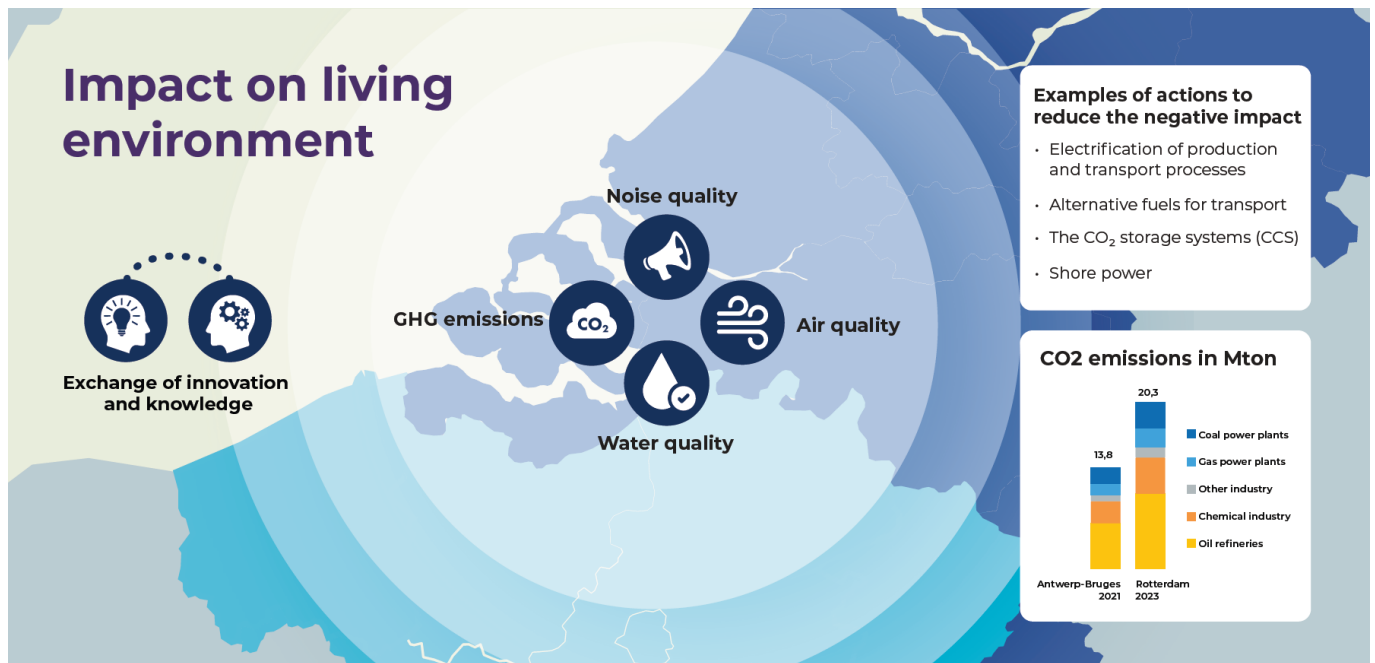 Impact on living
environment
Exchange of innovation
and knowledge
Noise quality
GHG emissions
CO₂
Air quality
Water quality
Examples of actions to
reduce the negative impact
• Electrification of production
and transport processes
• Alternative fuels for transport
• The CO₂ storage systems (CCS)
• Shore power
CO2 emissions in Mton
20,3
13,8
Coal power plants
Gas power plants
Other industry
Chemical industry
Oil refineries
Antwerp-Bruges
2021
Rotterdam
2023